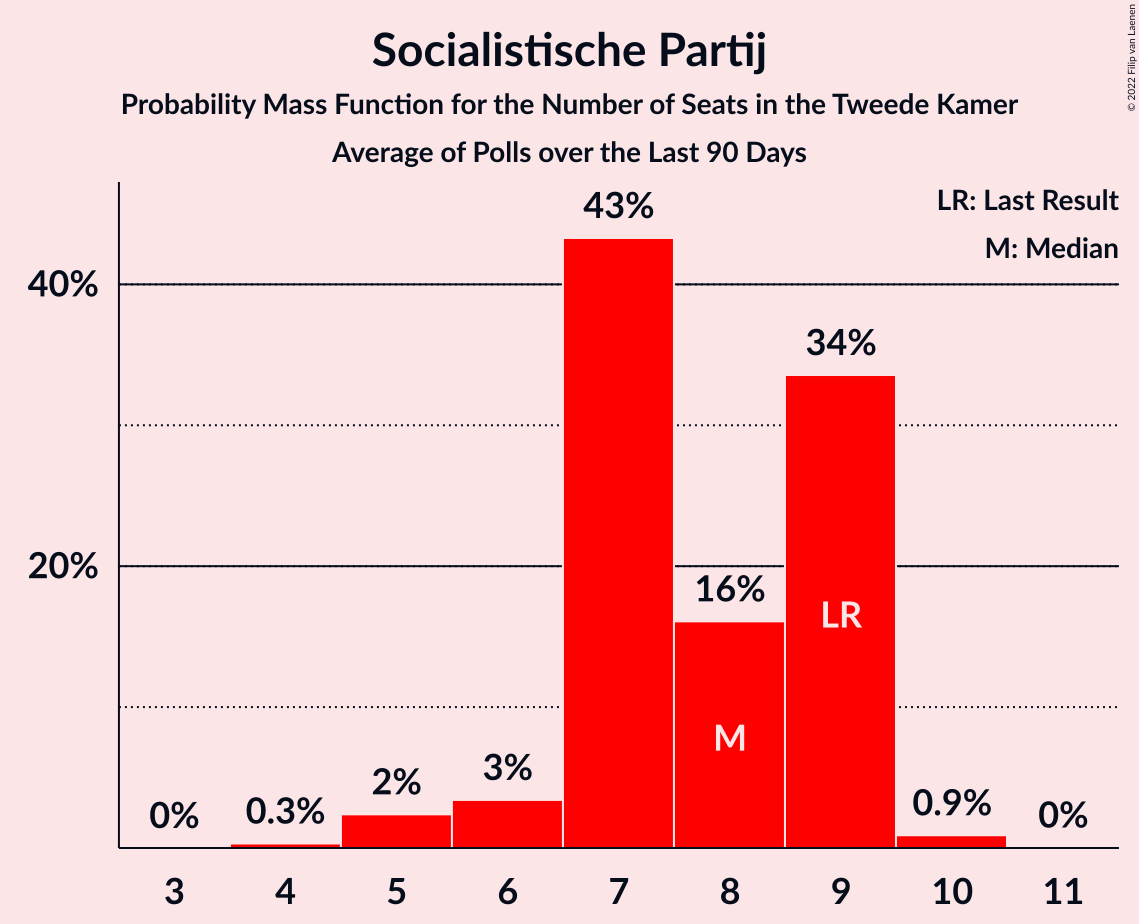 Socialistische Partij
Probability Mass Function for the Number of Seats in the Tweede Kamer
Average of Polls over the Last 90 Days
© 2022 Filip van Laenen
LR: Last Result
M: Median
43%
40%
34%
20%
16%
LR
M
3%
2%
0.9%
0.3%
0%
0%
3 4 5 6 7 8 9 10 11